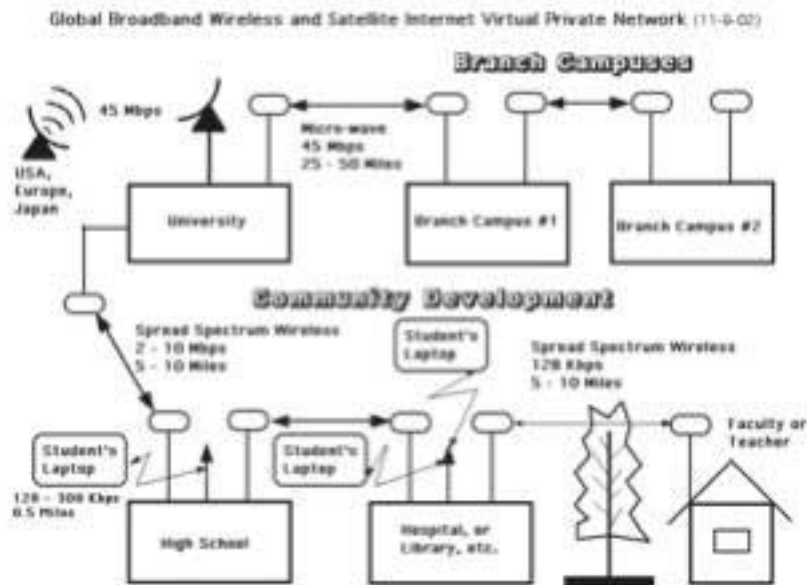 Global Broadband Wireless and Satellite Internet Virtual Private Network (11-9-02)
Branch Campuses
45 Mbps
USA,
Europe,
Japan
Micro-wave
45 Mbps
25 - 50 Miles
University
Branch Campus #1
Branch Campus #2
Community Development
Spread Spectrum Wireless
2 - 10 Mbps
5 - 10 Miles
Student's
Laptop
Spread Spectrum Wireless
128 Kbps
5 - 10 Miles
Student's
Laptop
128 - 300 Kbps
0.5 Miles
Student's
Laptop
Faculty or
Teacher
High School
Hospital, or
Library, etc.